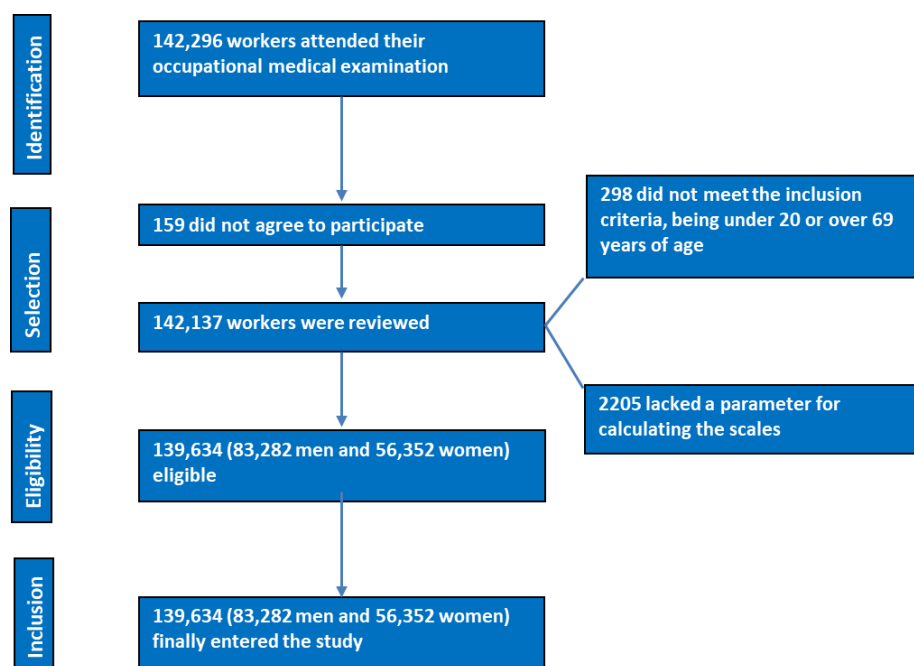 Identification
142,296 workers attended their
occupational medical examination
298 did not meet the inclusion
criteria, being under 20 or over 69
years of age
Selection
159 did not agree to participate
142,137 workers were reviewed
2205 lacked a parameter for
calculating the scales
Eligibility
139,634 (83,282 men and 56,352 women)
eligible
Inclusion
139,634 (83,282 men and 56,352 women)
finally entered the study